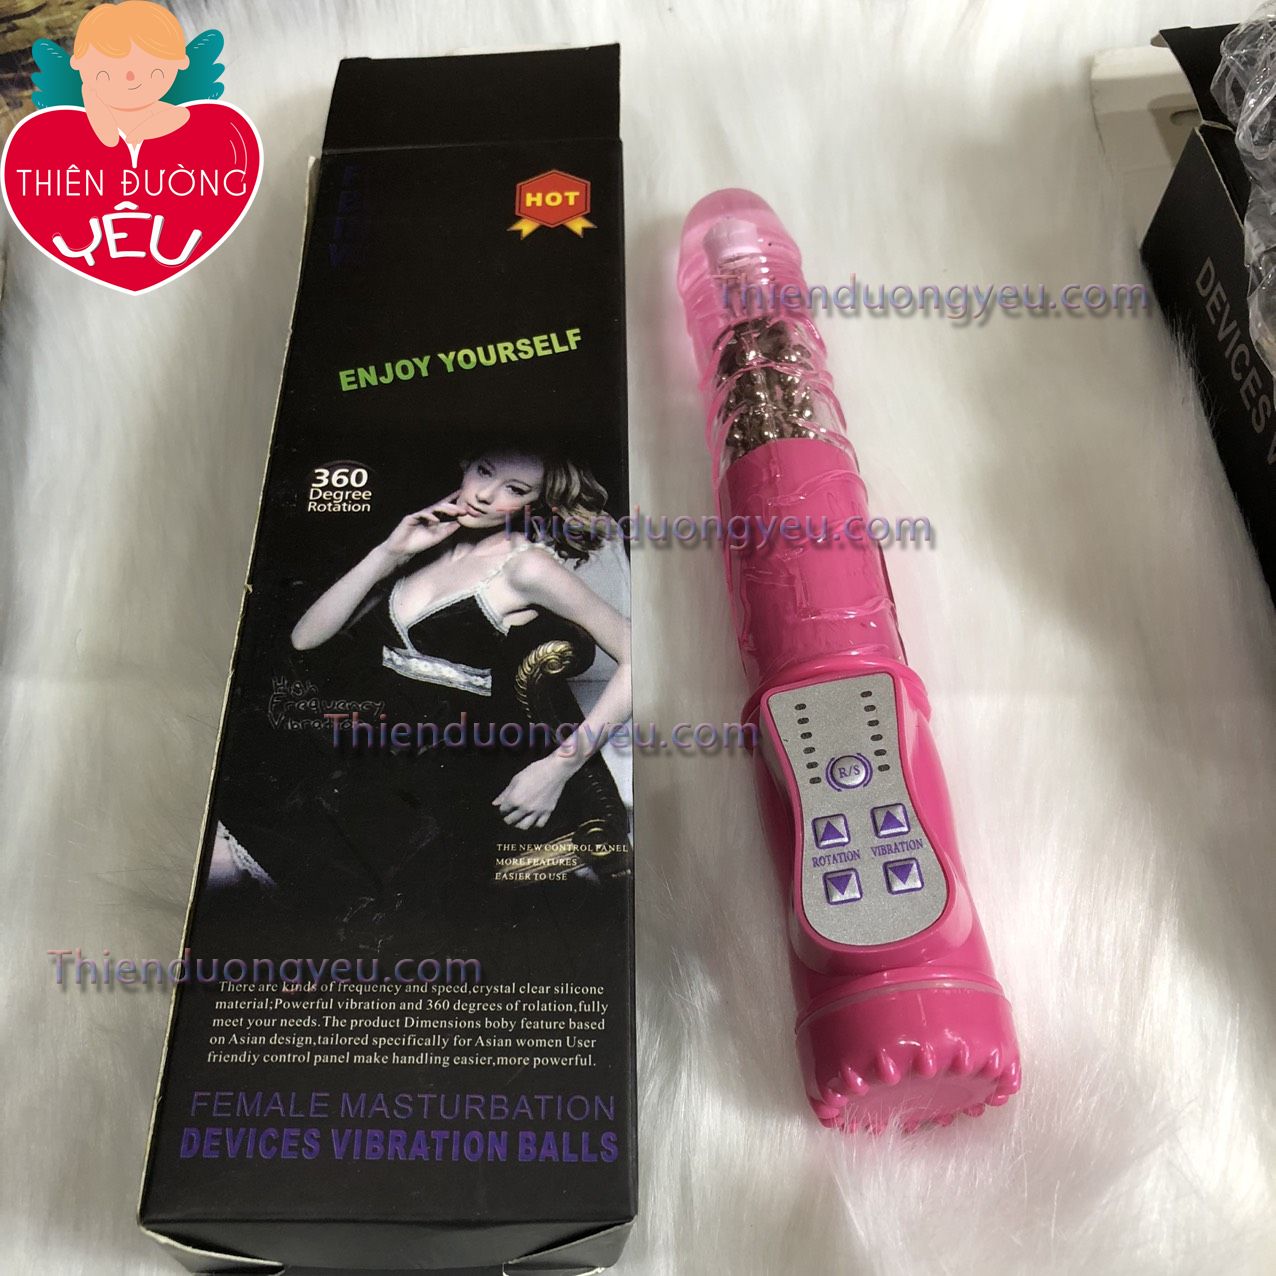 THIÊN ĐƯỜNG
YÊU
HOT
Thienduongyeu.com
ENJOY YOURSELF
360
Degree
Rotation
Thienduongyeu.com
High
Frequency
Thienduongyeu.com
THE NEW CONTROL PANEL
MORE FEATURES
EASIER TO USE
R/S
ROTATION VIBRATION
Thienduongyeu.com
There are kinds of frequency and speed,crystal clear silicone
material;Powerful vibration and 360 degrees of rolation,fully
meet your needs.The product Dimensions boby feature based
on Asian design,tailored specifically for Asian women User
friendiy control panel make handling easier,more powerful.
FEMALE MASTURBATION
DEVICES VIBRATION BALLS
DEVICES